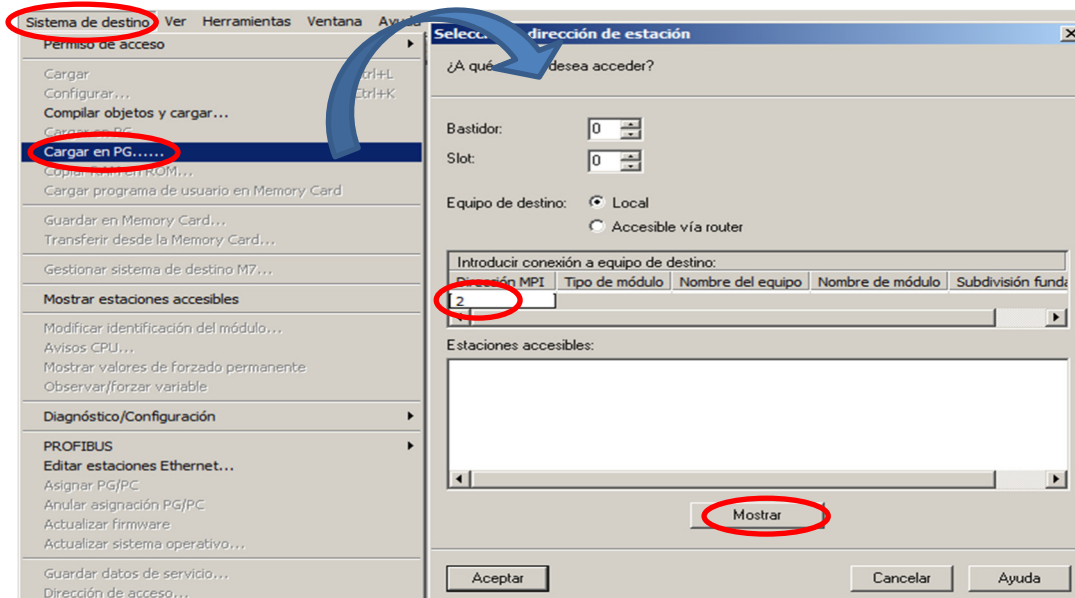 Sistema de destino Ver Herramientas Ventana Ayuda
Permiso de acceso
Cargar Ctrl+L
Configurar... Ctrl+K
Compilar objetos y cargar...
Cargar en PG
Cargar en PG......
Copiar RAM en ROM...
Cargar programa de usuario en Memory Card
Guardar en Memory Card...
Transferir desde la Memory Card...
Gestionar sistema de destino M7...
Mostrar estaciones accesibles
Modificar identificación del módulo...
Avisos CPU...
Mostrar valores de forzado permanente
Observar/forzar variable
Diagnóstico/Configuración
PROFIBUS
Editar estaciones Ethernet...
Asignar PG/PC
Anular asignación PG/PC
Actualizar firmware
Actualizar sistema operativo...
Guardar datos de servicio...
Dirección de acceso...
dirección de estación
¿A qué desea acceder?
Bastidor: 0
Slot: 0
Equipo de destino: Local
Accesible vía router
Introducir conexión a equipo de destino:
Dirección MPI Tipo de módulo Nombre del equipo Nombre de módulo Subdivisión funda
2
Estaciones accesibles:
Mostrar
Aceptar Cancelar Ayuda